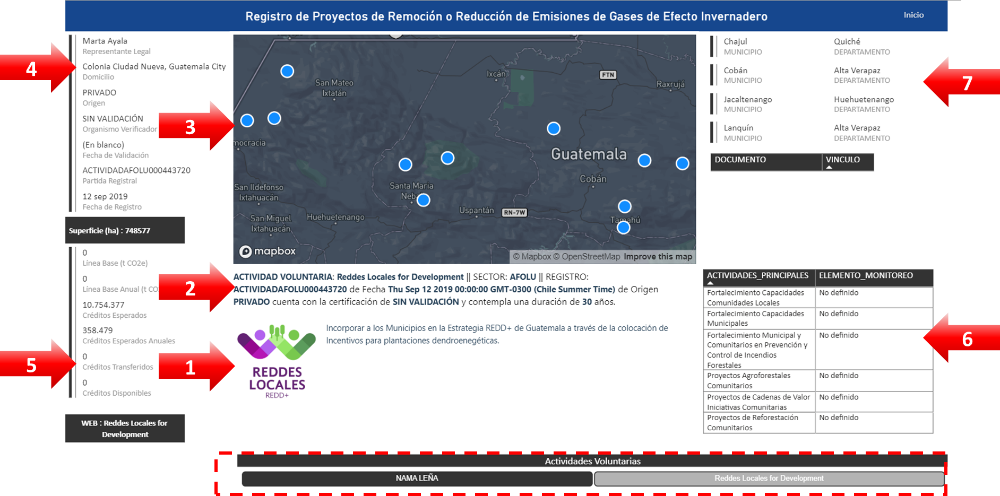 Registro de Proyectos de Remoción o Reducción de Emisiones de Gases de Efecto Invernadero
Inicio
Marta Ayala
Representante Legal
Colonia Ciudad Nueva, Guatemala City
Domicilio
PRIVADO
Origen
SIN VALIDACIÓN
Organismo Verificador
(En blanco)
Fecha de Validación
ACTIVIDADAFOLU000443720
Partida Registral
12 sep 2019
Fecha de Registro
Superficie (ha) : 748577
0
Línea Base (t CO2e)
0
Línea Base Anual (t CO
10.754.377
Créditos Esperados
358.479
Créditos Esperados Anuales
0
Créditos Transferidos
0
Créditos Disponibles
WEB : Reddes Locales for
Development
4
3
2
5
1
7
6
San Mateo
Ixtatán
Ixcán
FTN
Raxrujá
mocracia
Guatemala
Cobán
San Ildefonso
Ixtahuacán
Santa Maria
Neba
Uspantán
RN-7W
Tamahú
San Miguel
Ixtahuacán
Huehuetenango
mapbox
© Mapbox © OpenStreetMap Improve this map
ACTIVIDAD VOLUNTARIA: Reddes Locales for Development || SECTOR: AFOLU || REGISTRO:
ACTIVIDADAFOLU000443720 de Fecha Thu Sep 12 2019 00:00:00 GMT-0300 (Chile Summer Time) de Origen
PRIVADO cuenta con la certificación de SIN VALIDACIÓN y contempla una duración de 30 años.
REDDES
LOCALES
REDD+
Incorporar a los Municipios en la Estrategia REDD+ de Guatemala a través de la colocación de
Incentivos para plantaciones dendroenegéticas.
Chajul Quiché
MUNICIPIO DEPARTAMENTO
Cobán Alta Verapaz
MUNICIPIO DEPARTAMENTO
Jacaltenango Huehuetenango
MUNICIPIO DEPARTAMENTO
Lanquín Alta Verapaz
MUNICIPIO DEPARTAMENTO
DOCUMENTO VINCULO
ACTIVIDADES_PRINCIPALES ELEMENTO_MONITOREO
Fortalecimiento Capacidades No definido
Comunidades Locales
Fortalecimiento Capacidades No definido
Municipales
Fortalecimiento Municipal y No definido
Comunitarios en Prevención y
Control de Incendios
Forestales
Proyectos Agroforestales No definido
Comunitarios
Proyectos de Cadenas de Valor No definido
Iniciativas Comunitarias
Proyectos de Reforestación No definido
Comunitarios
Actividades Voluntarias
NAMA LEÑA
Reddes Locales for Development